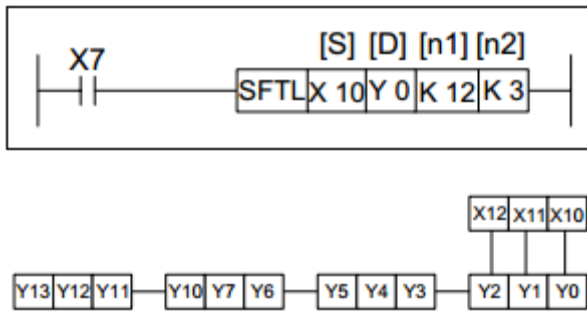 [S] [D] [n1] [n2]
X7
SFTL X 10 Y 0 K 12 K 3
X12 X11 X10
Y13 Y12 Y11 Y10 Y7 Y6 Y5 Y4 Y3 Y2 Y1 Y0